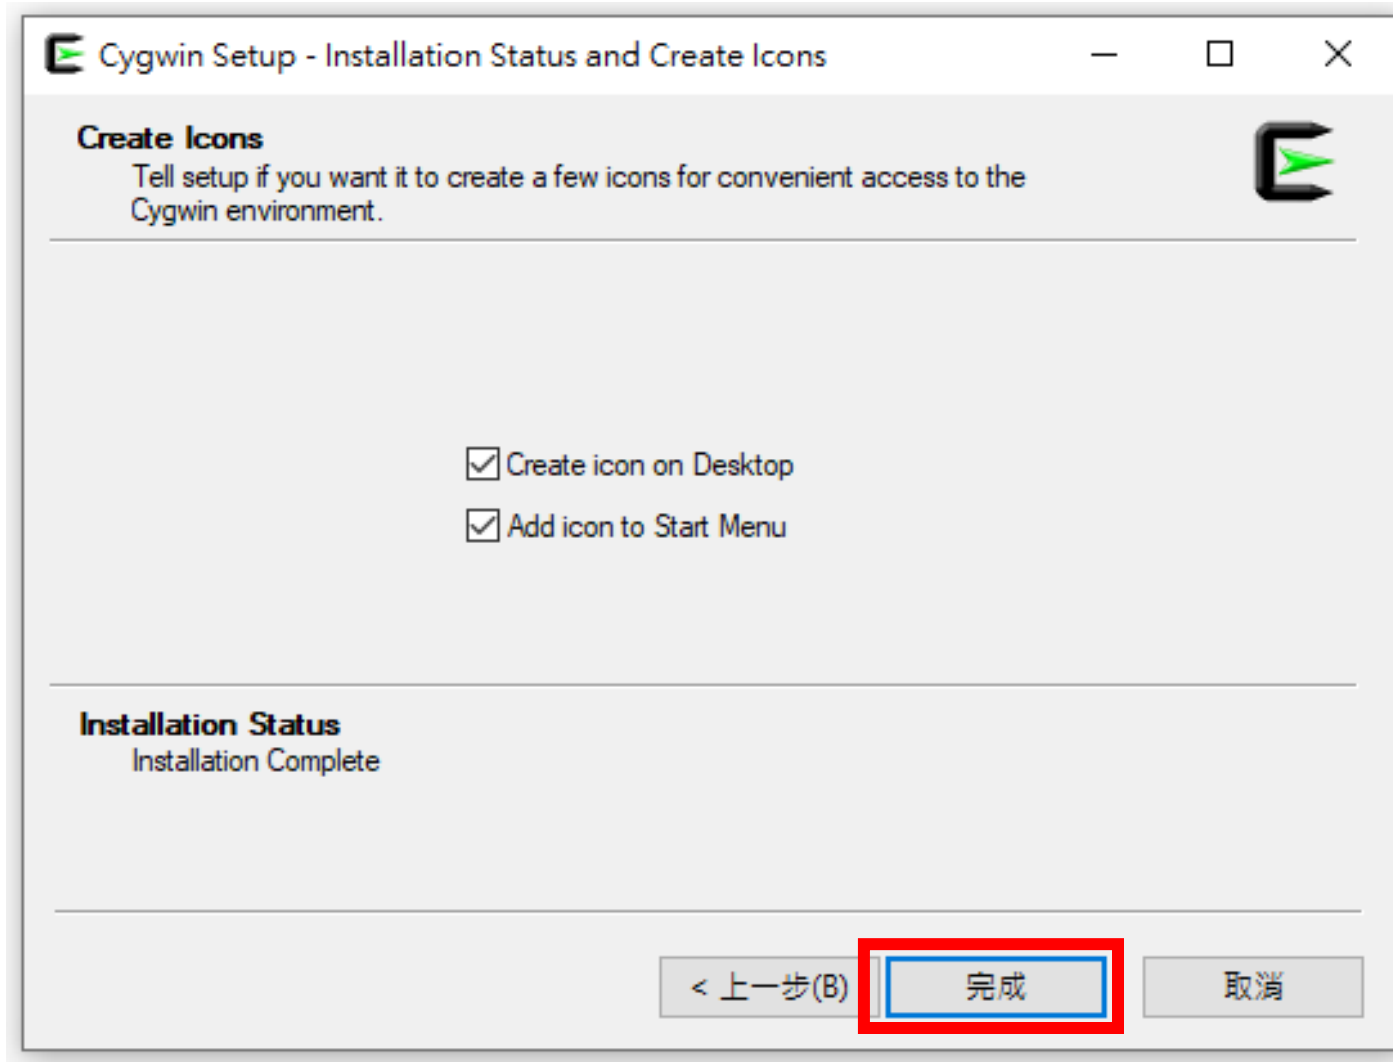 Cygwin Setup - Installation Status and Create Icons
Create Icons
Tell setup if you want it to create a few icons for convenient access to the
Cygwin environment.
Create icon on Desktop
Add icon to Start Menu
Installation Status
Installation Complete
< 上一步(B)
完成
取消